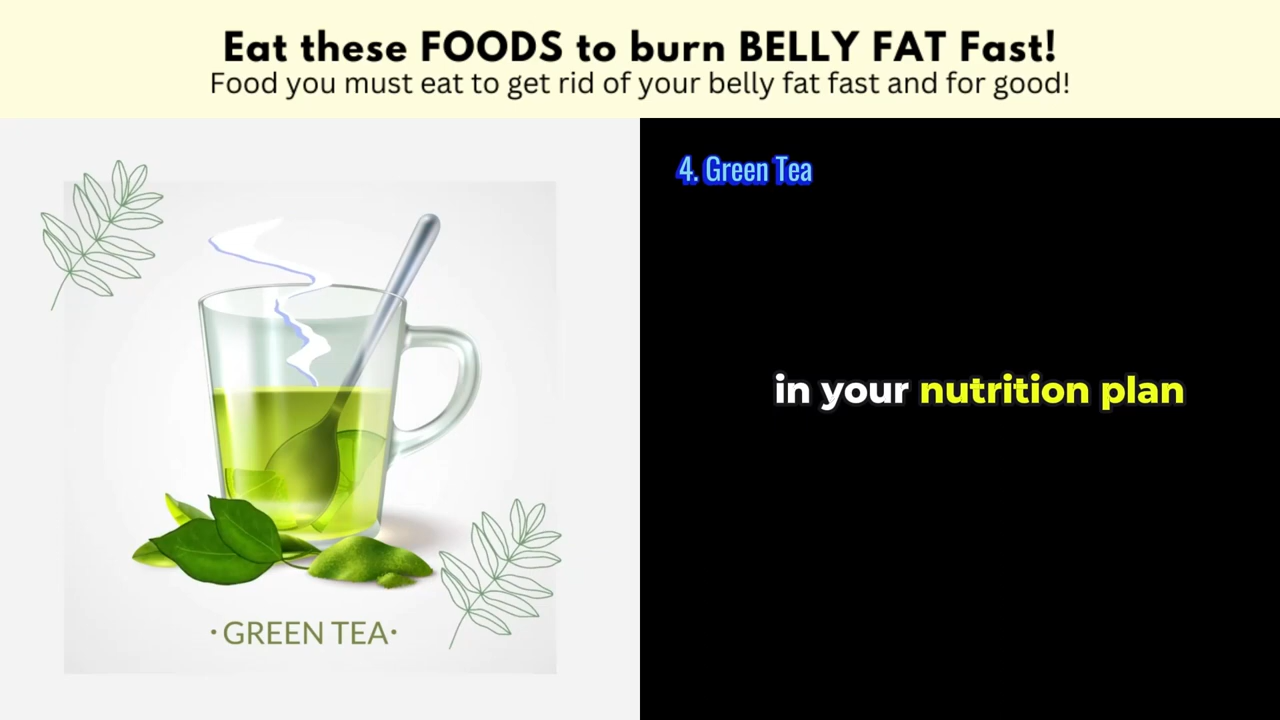 Eat these FOODS to burn BELLY FAT Fast!
Food you must eat to get rid of your belly fat fast and for good!
4. Green Tea
in your nutrition plan
·GREEN TEA·